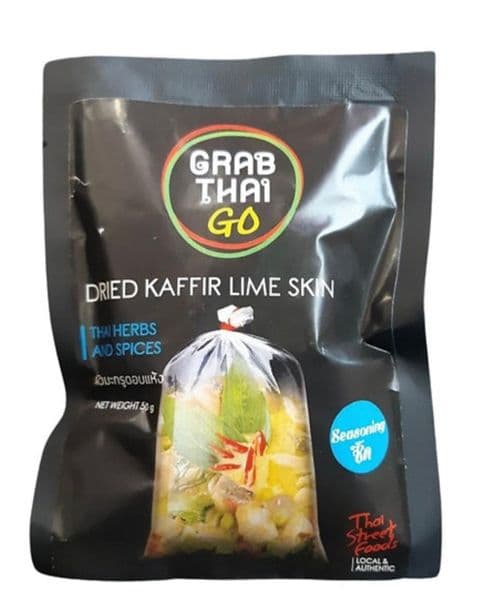 GRAB
THAI
GO
DRIED KAFFIR LIME SKIN
THAI HERBS
AND SPICES
ผิวมะกรูดอบแห้ง
NET WEIGHT 50 g
Seasoning
Thai
Street
Foods
LOCAL &
AUTHENTIC